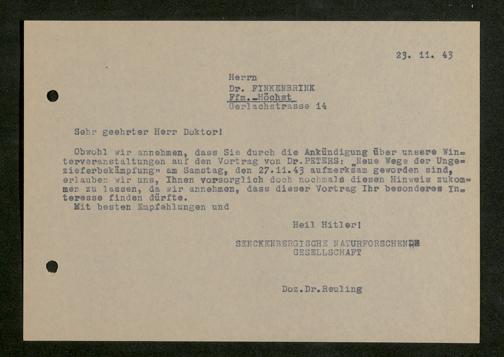 23. 11. 43
Herrn
Dr. FINKENBRINK
Ffm.-Höchst
Gerlachstrasse 14
Sehr geehrter Herr Doktor!
Obwohl wir annehmen, dass Sie durch die Ankündigung über unsere Win-
terveranstaltungen auf den Vortrag von Dr.PETERS: „Neue Wege der Unge-
zieferbekämpfung" am Samstag, den 27.11.43 aufmerksam geworden sind,
erlauben wir uns, Ihnen vorsorglich doch nochmals diesen Hinweis zukom-
men zu lassen, da wir annehmen, dass dieser Vortrag Ihr besonderes In-
teresse finden dürfte.
Mit besten Empfehlungen und
Heil Hitler!
SENCKENBERGISCHE NATURFORSCHENDE
GESELLSCHAFT
Doz.Dr.Reuling